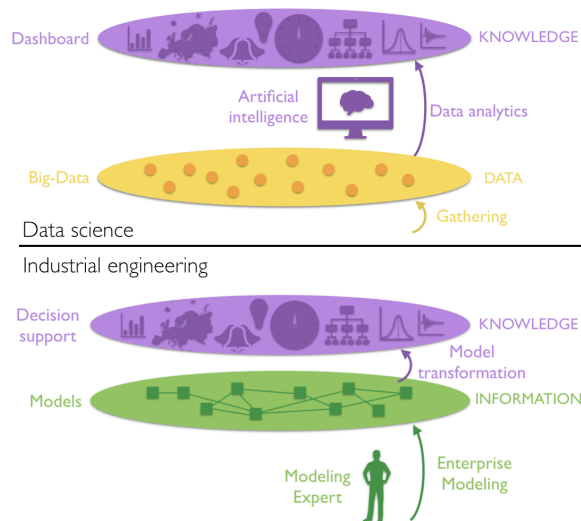 Dashboard
KNOWLEDGE
Artificial
intelligence
Data analytics
Big-Data
DATA
Gathering
Data science
Industrial engineering
Decision
support
KNOWLEDGE
Model
transformation
Models
INFORMATION
Modeling
Expert
Enterprise
Modeling